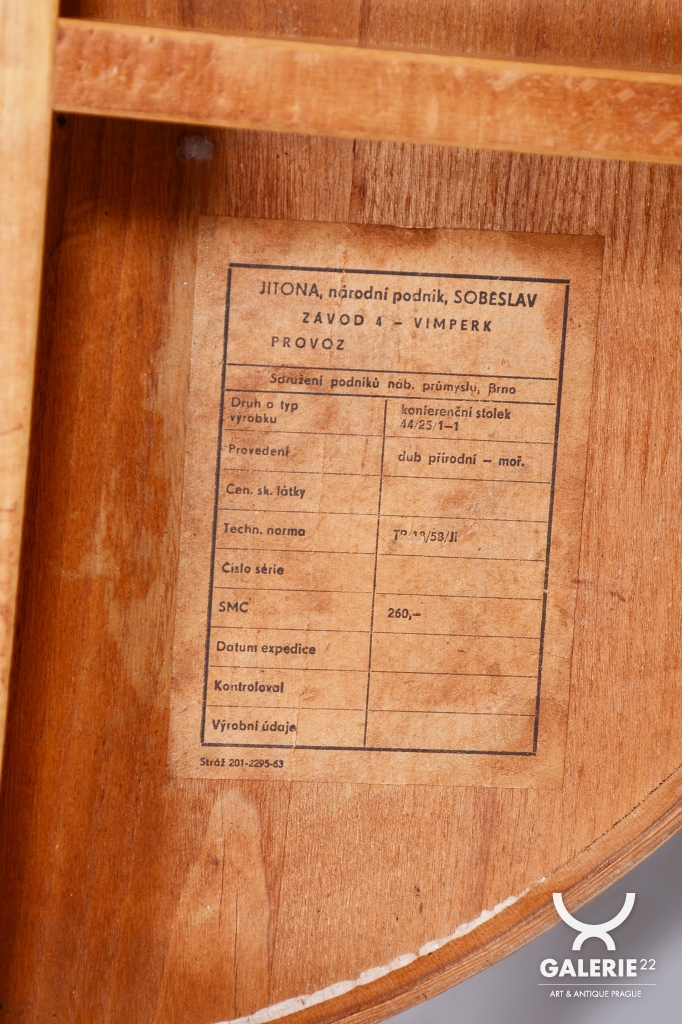 JITONA, národní podnik, SOBĚSLAV
ZÁVOD 4 – VIMPERK
PROVOZ
Sdružení podniků náb. průmyslu, Brno
Druh a typ výrobku
konferenční stolek
44/25/1–1
Provedení
dub přírodní – moř.
Cen. sk. látky
Techn. norma
Číslo série
SMC
260,–
Datum expedice
Kontroloval
Výrobní údaje
Stráž 201-2295-63
GALERIE 22
ART & ANTIQUE PRAGUE